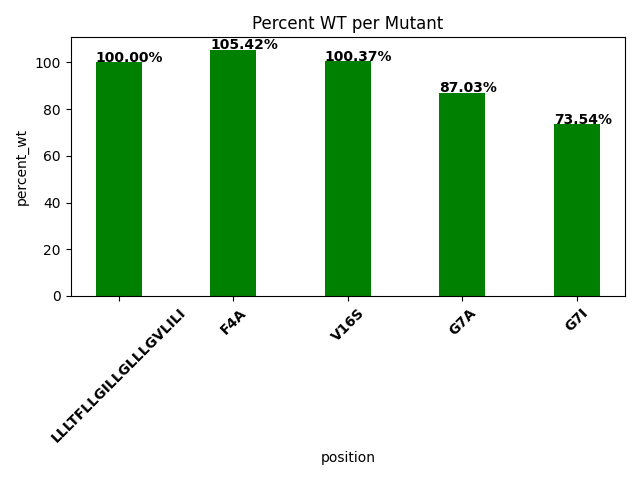 Percent WT per Mutant
percent_wt
100
80
60
40
20
0
100.00%
105.42%
100.37%
87.03%
73.54%
LLLTFLLGILLGLLLGVLILI
F4A
V16S
G7A
G7I
position